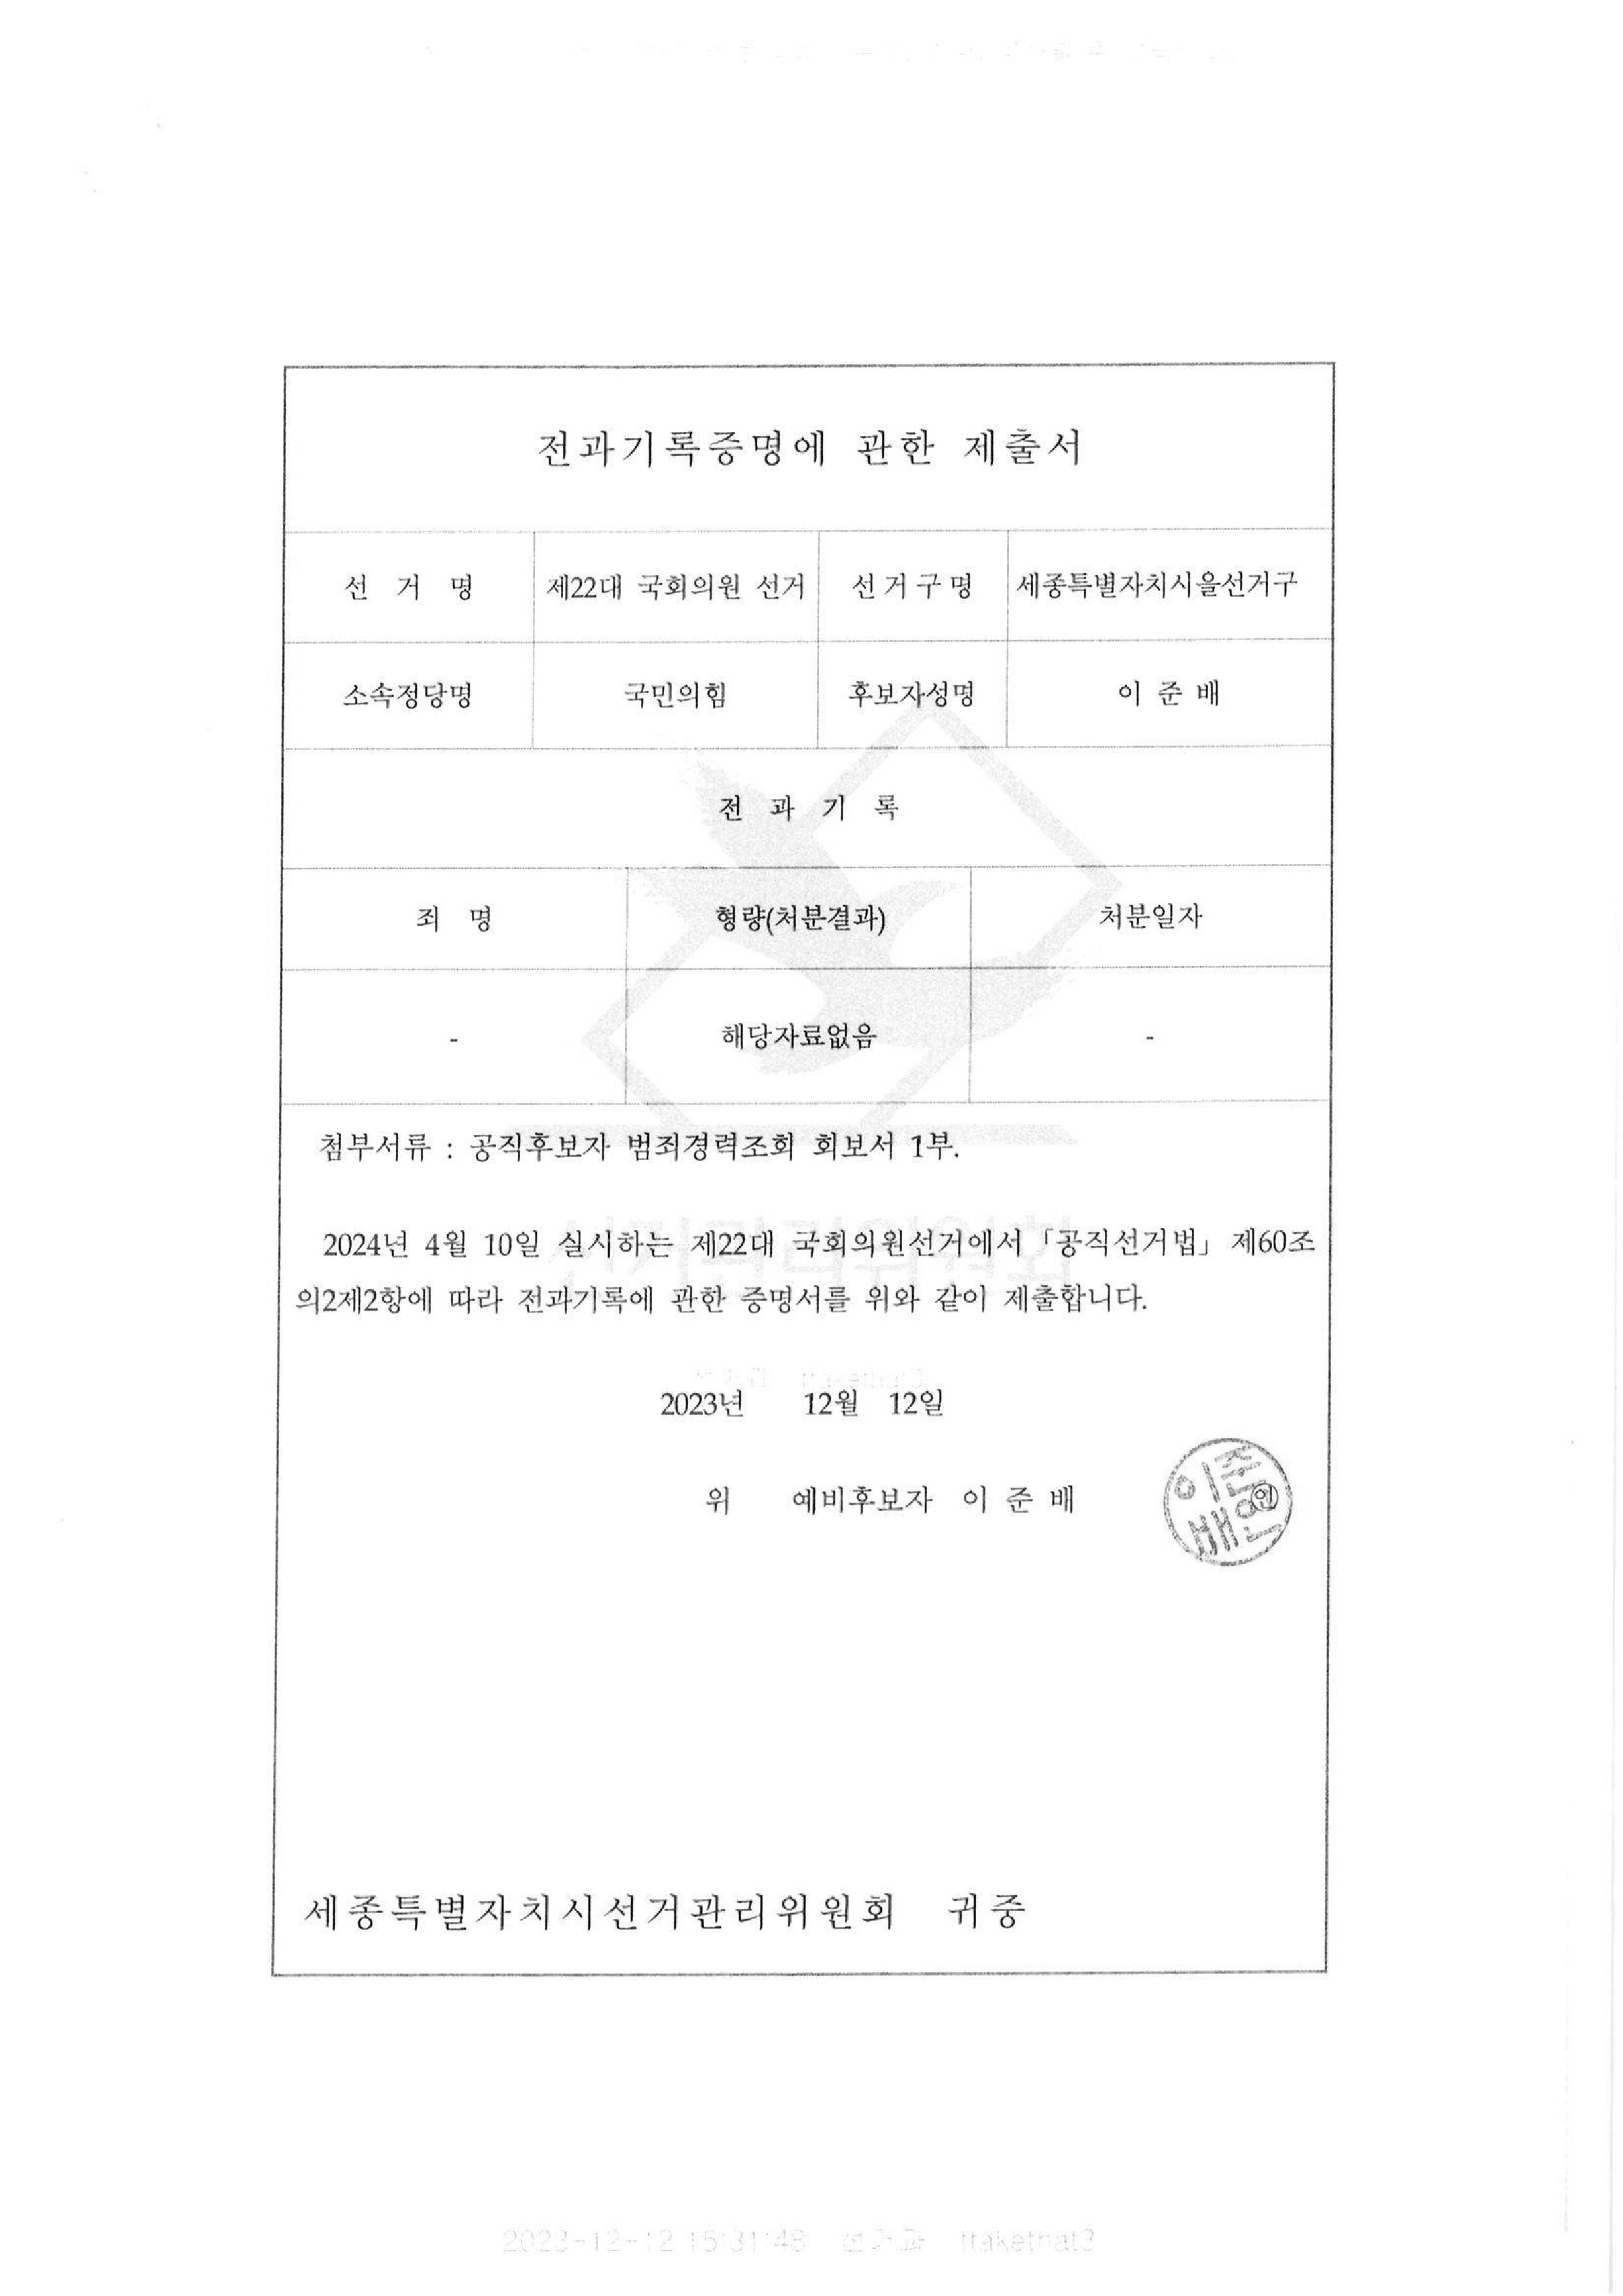 전과기록증명에 관한 제출서
선 거 명 제22대 국회의원 선거 선거구명 세종특별자치시을선거구
소속정당명 국민의힘 후보자성명 이 준 배
전 과 기 록
죄 명 형량(처분결과) 처분일자
- 해당자료없음 -
첨부서류 : 공직후보자 범죄경력조회 회보서 1부.
2024년 4월 10일 실시하는 제22대 국회의원선거에서 「공직선거법」 제60조
의2제2항에 따라 전과기록에 관한 증명서를 위와 같이 제출합니다.
2023년 12월 12일
위 예비후보자 이 준 배
이준
배인
세종특별자치시선거관리위원회 귀중
2023-12-12 15:31:48 선거과